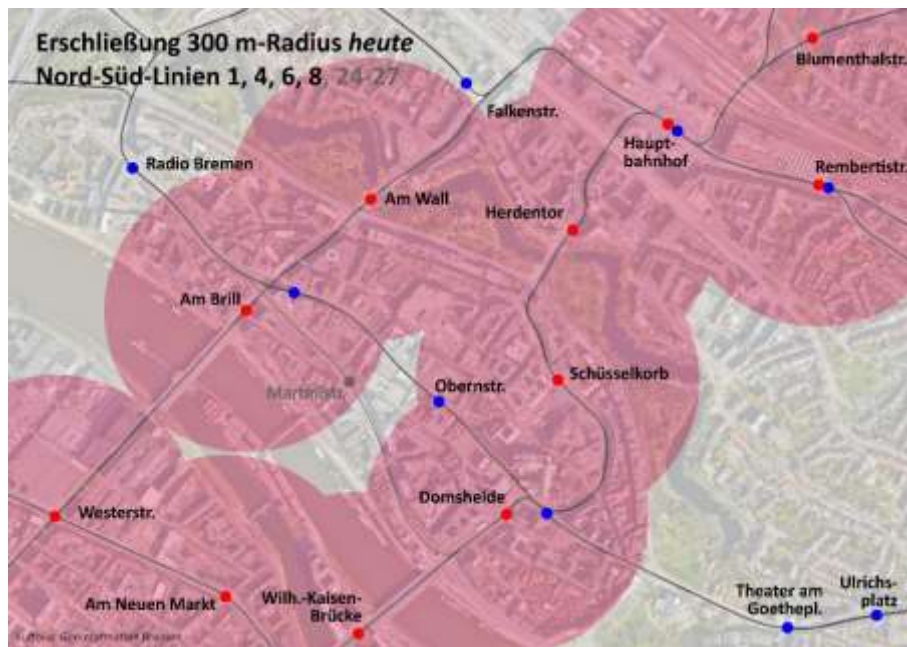 Erschließung 300 m-Radius heute
Nord-Süd-Linien 1, 4, 6, 8, 24-27
Blumenthalstr.
Falkenstr.
Haupt-
bahnhof
Radio Bremen
Rembertistr.
Am Wall
Herdentor
Am Brill
Martinistr.
Obernstr.
Schüsselkorb
Domsheide
Westerstr.
Am Neuen Markt
Wilh.-Kaisen-
Brücke
Theater am
Goethepl.
Ulrichs-
platz